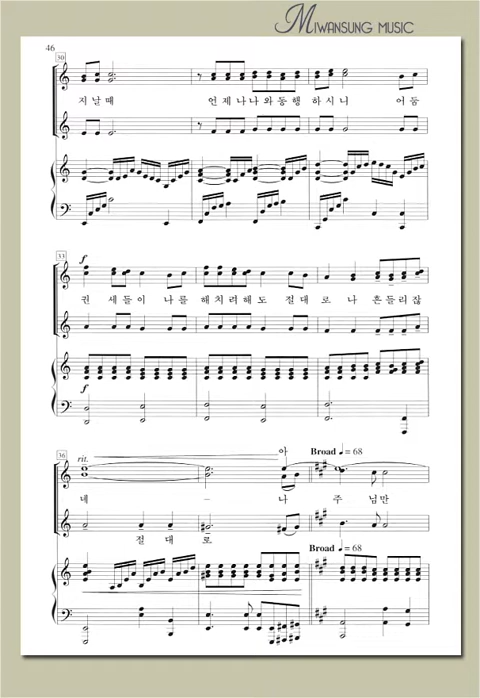 MIWANSUNG MUSIC
46
30
지날때 언제나나와동행 하시니 어둠
33
f
권 세들이 나를 해치려해도 절대로 나 흔들리잖
f
36
rit.
아 Broad ♩= 68
네 – 나 주님만
절 대 로
Broad ♩= 68